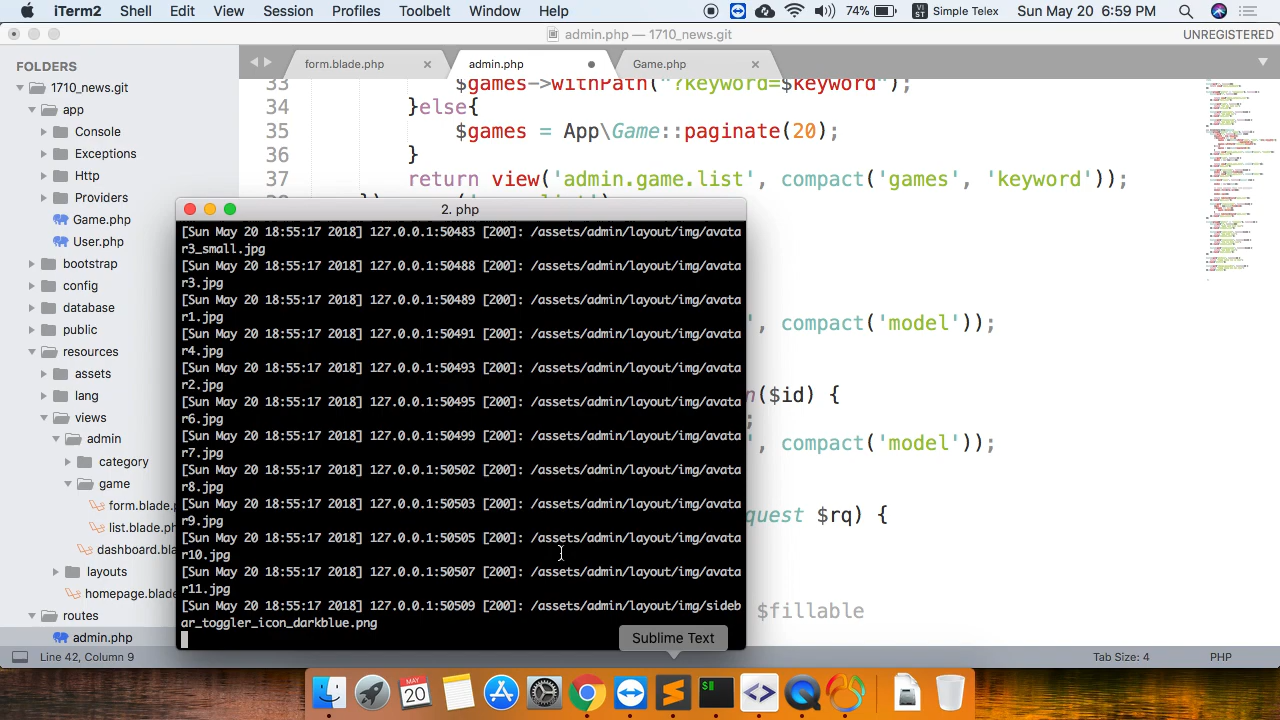 iTerm2 Shell Edit View Session Profiles Toolbelt Window Help 74% VI ST Simple Telex Sun May 20 6:59 PM
admin.php — 1710_news.git UNREGISTERED
FOLDERS
1710_news.git
app
Console
Exceptions
Http
Providers
Game.php
User.php
bootstrap
config
database
public
resources
assets
lang
views
admin
category
game
form.blade.p
list.blade.ph
dashboard.bla
layouts
homepage.blade
routes
admin.php
form.blade.php admin.php Game.php
33 $games->withPath("?keyword=$keyword");
34 }else{
35 $games = App\Game::paginate(20);
36 }
37 return view('admin.game.list', compact('games', 'keyword'));
38
', compact('model'));
n($id) {
;
', compact('model'));
quest $rq) {
$fillable
2. php
[Sun May 20 18:55:17 2018] 127.0.0.1:50486 [200]: /assets/admin/layout/img/avata
r3_small.jpg
[Sun May 20 18:55:17 2018] 127.0.0.1:50488 [200]: /assets/admin/layout/img/avata
r3.jpg
[Sun May 20 18:55:17 2018] 127.0.0.1:50489 [200]: /assets/admin/layout/img/avata
r1.jpg
[Sun May 20 18:55:17 2018] 127.0.0.1:50491 [200]: /assets/admin/layout/img/avata
r4.jpg
[Sun May 20 18:55:17 2018] 127.0.0.1:50493 [200]: /assets/admin/layout/img/avata
r2.jpg
[Sun May 20 18:55:17 2018] 127.0.0.1:50495 [200]: /assets/admin/layout/img/avata
r6.jpg
[Sun May 20 18:55:17 2018] 127.0.0.1:50499 [200]: /assets/admin/layout/img/avata
r7.jpg
[Sun May 20 18:55:17 2018] 127.0.0.1:50502 [200]: /assets/admin/layout/img/avata
r8.jpg
[Sun May 20 18:55:17 2018] 127.0.0.1:50503 [200]: /assets/admin/layout/img/avata
r9.jpg
[Sun May 20 18:55:17 2018] 127.0.0.1:50505 [200]: /assets/admin/layout/img/avata
r10.jpg
[Sun May 20 18:55:17 2018] 127.0.0.1:50507 [200]: /assets/admin/layout/img/avata
r11.jpg
[Sun May 20 18:55:17 2018] 127.0.0.1:50509 [200]: /assets/admin/layout/img/sideb
ar_toggler_icon_darkblue.png
Sublime Text
Line 42, Column 9 Tab Size: 4 PHP
MAY
20